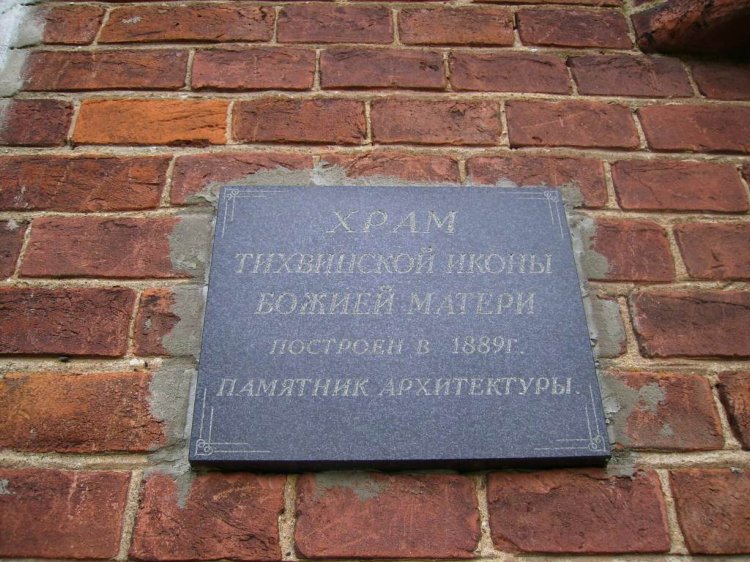 ХРАМ
ТИХВИНСКОЙ ИКОНЫ
БОЖИЕЙ МАТЕРИ
ПОСТРОЕН В 1889Г.
ПАМЯТНИК АРХИТЕКТУРЫ.